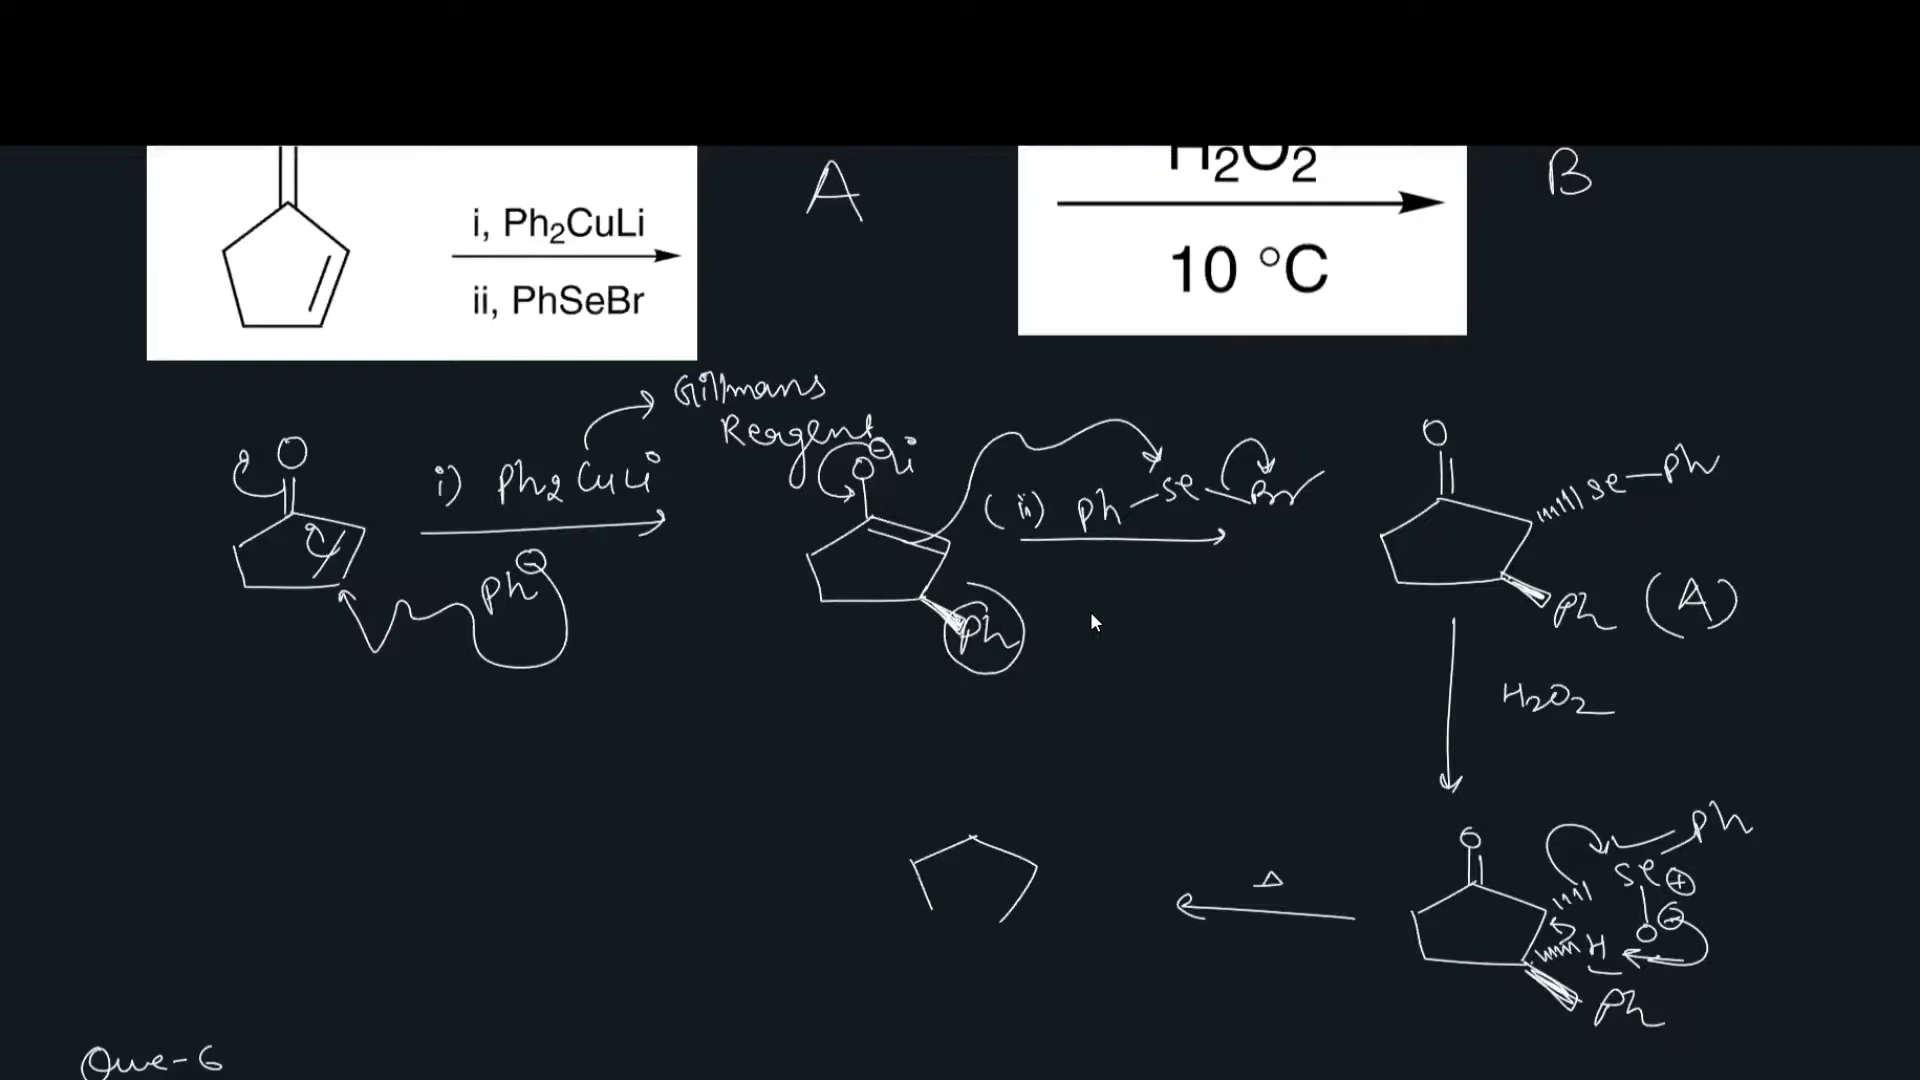 H2O2
i, Ph2CuLi
ii, PhSeBr
A
10 °C
B
Gillmans
Reagent
O
i) Ph2CuLi
Ph⊖
O⊖Li
Ph
(ii) Ph-Se-Br
O
Se-Ph
Ph
(A)
H2O2
O
Ph
Se⊕
O⊖
H
Ph
Δ
Que-6